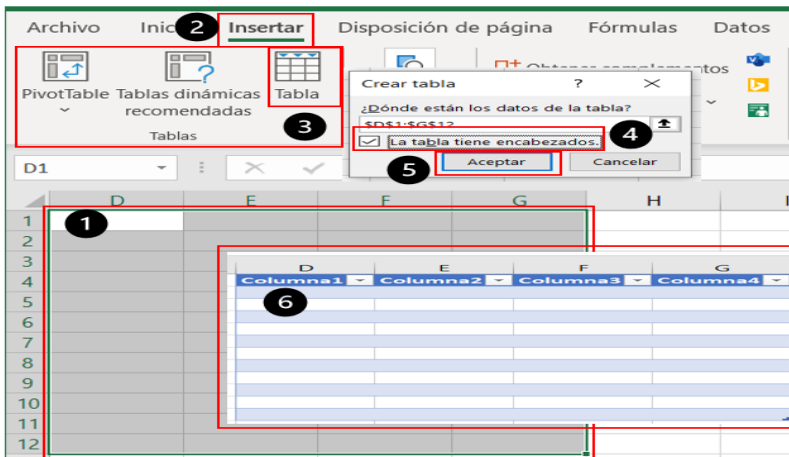 Archivo Inic 2 Insertar Disposición de página Fórmulas Datos
PivotTable Tablas dinámicas recomendadas Tabla
Tablas
3
Crear tabla ? ×
¿Dónde están los datos de la tabla?
$D$1:$G$12
4
La tabla tiene encabezados.
5 Aceptar Cancelar
D1
D E F G H
1 1
2
3
4
5
6
7
8
9
10
11
12
D E F G
Columna1 Columna2 Columna3 Columna4
6